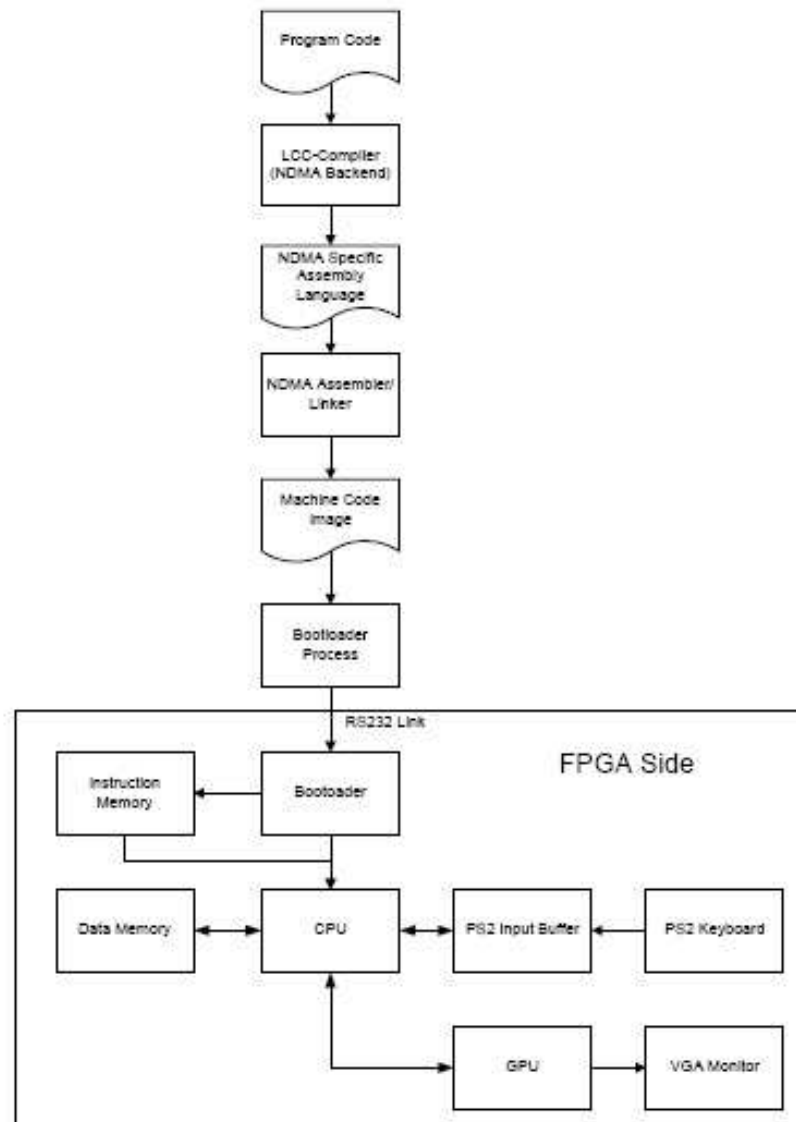 Program Code
LCC-Compiler
(NDMA Backend)
NDMA Specific
Assembly
Language
NDMA Assembler/
Linker
Machine Code
Image
Bootloader
Process
RS232 Link
FPGA Side
Instruction
Memory
Bootoader
Data Memory
CPU
PS2 Input Buffer
PS2 Keyboard
GPU
VGA Monitor